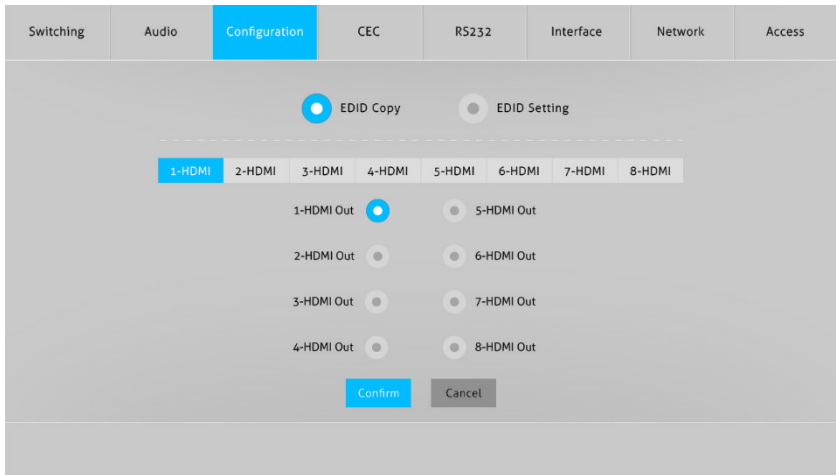 Switching Audio Configuration CEC RS232 Interface Network Access
EDID Copy EDID Setting
1-HDMI 2-HDMI 3-HDMI 4-HDMI 5-HDMI 6-HDMI 7-HDMI 8-HDMI
1-HDMI Out 5-HDMI Out
2-HDMI Out 6-HDMI Out
3-HDMI Out 7-HDMI Out
4-HDMI Out 8-HDMI Out
Confirm Cancel